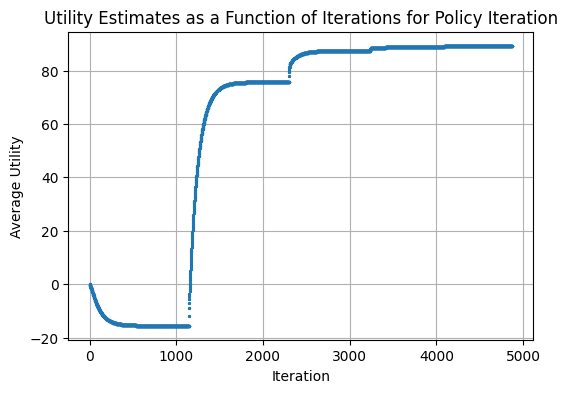 Utility Estimates as a Function of Iterations for Policy Iteration
80
60
40
20
0
−20
Average Utility
0 1000 2000 3000 4000 5000
Iteration